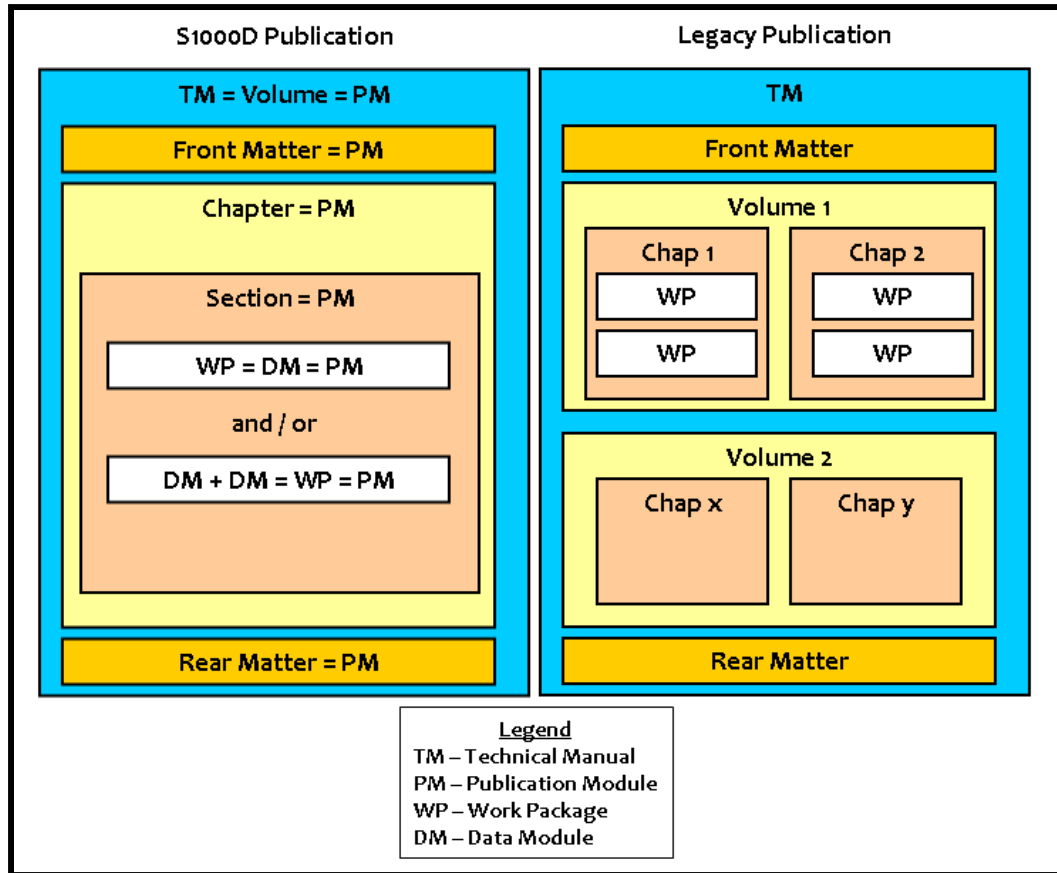 S1000D Publication
TM = Volume = PM
Front Matter = PM
Chapter = PM
Section = PM
WP = DM = PM
and / or
DM + DM = WP = PM
Rear Matter = PM
Legacy Publication
TM
Front Matter
Volume 1
Chap 1
WP
WP
Chap 2
WP
WP
Volume 2
Chap x
Chap y
Rear Matter
Legend
TM – Technical Manual
PM – Publication Module
WP – Work Package
DM – Data Module